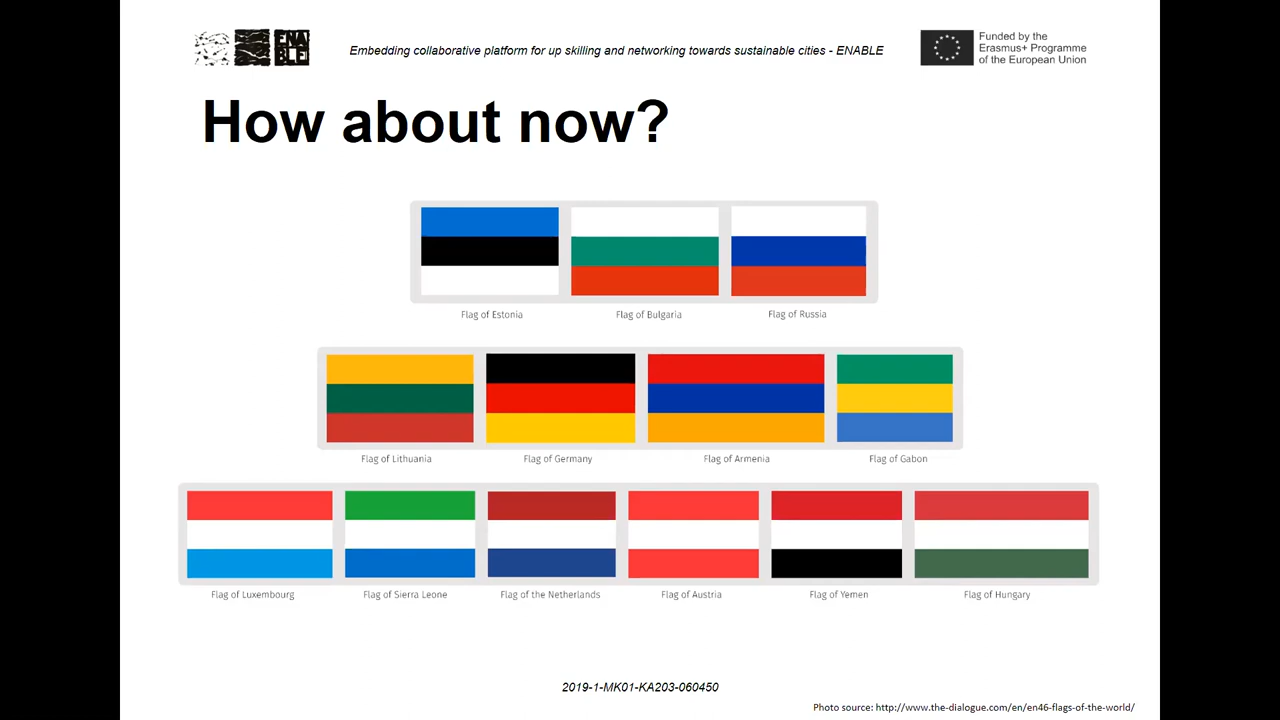 ENA
BLE
Embedding collaborative platform for up skilling and networking towards sustainable cities - ENABLE
Funded by the
Erasmus+ Programme
of the European Union
How about now?
Flag of Estonia
Flag of Bulgaria
Flag of Russia
Flag of Lithuania
Flag of Germany
Flag of Armenia
Flag of Gabon
Flag of Luxembourg
Flag of Sierra Leone
Flag of the Netherlands
Flag of Austria
Flag of Yemen
Flag of Hungary
2019-1-MK01-KA203-060450
Photo source: http://www.the-dialogue.com/en/en46-flags-of-the-world/